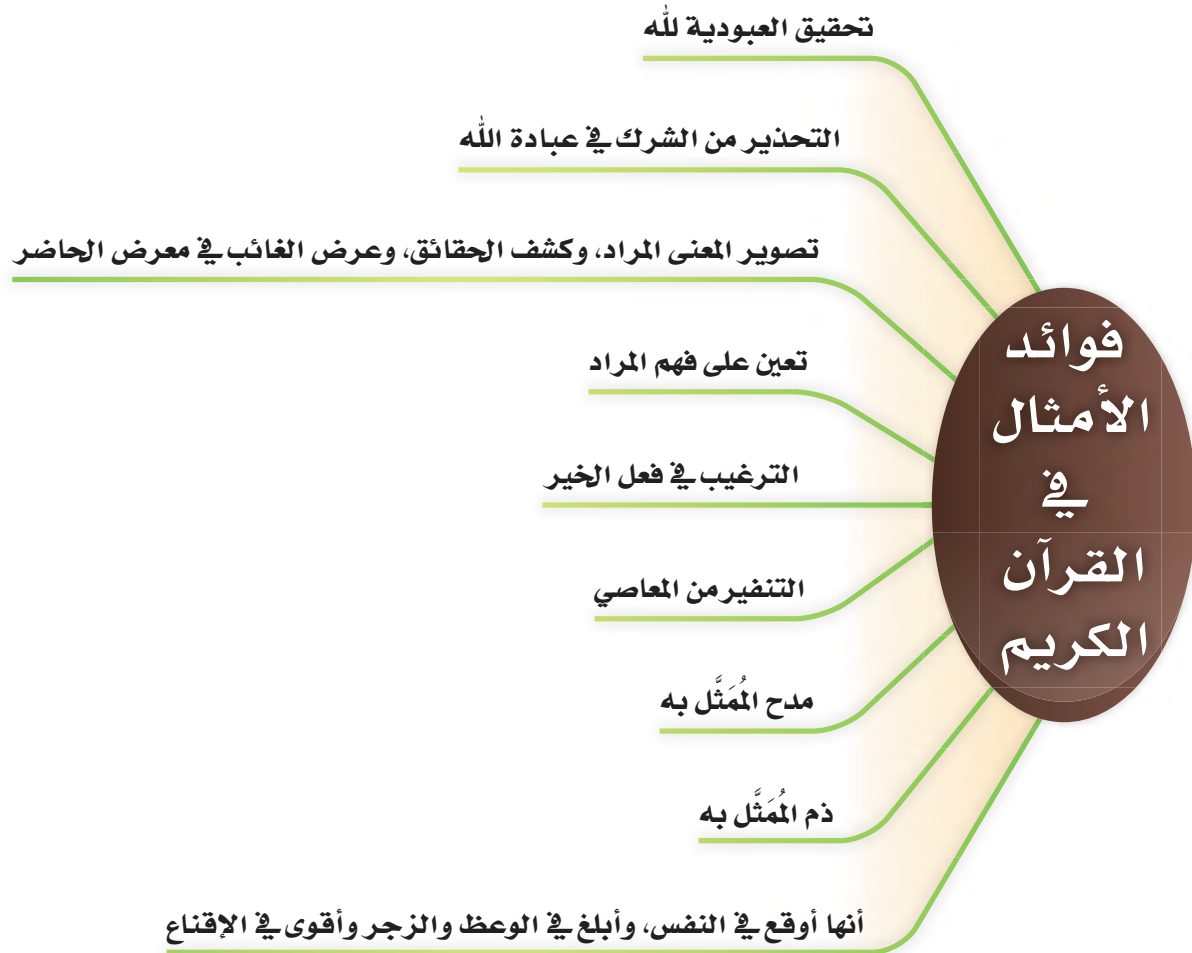 فوائد
الأمثال
في
القرآن
الكريم
تحقيق العبودية لله
التحذير من الشرك في عبادة الله
تصوير المعنى المراد، وكشف الحقائق، وعرض الغائب في معرض الحاضر
تعين على فهم المراد
الترغيب في فعل الخير
التنفير من المعاصي
مدح المُمَثَّل به
ذم المُمَثَّل به
أنها أوقع في النفس، وأبلغ في الوعظ والزجر وأقوى في الإقناع